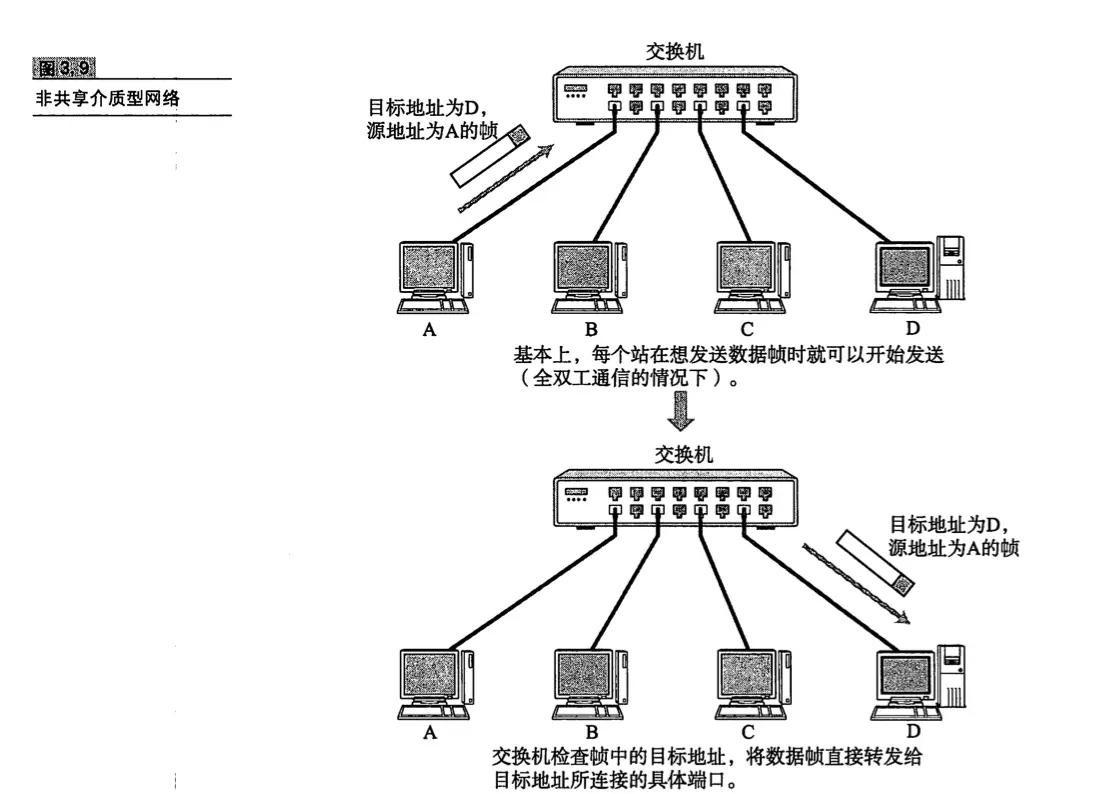 图3.9
非共享介质型网络
交换机
目标地址为D，
源地址为A的帧
A
B
C
D
基本上，每个站在想发送数据帧时就可以开始发送
（全双工通信的情况下）。
交换机
目标地址为D，
源地址为A的帧
A
B
C
D
交换机检查帧中的目标地址，将数据帧直接转发给
目标地址所连接的具体端口。